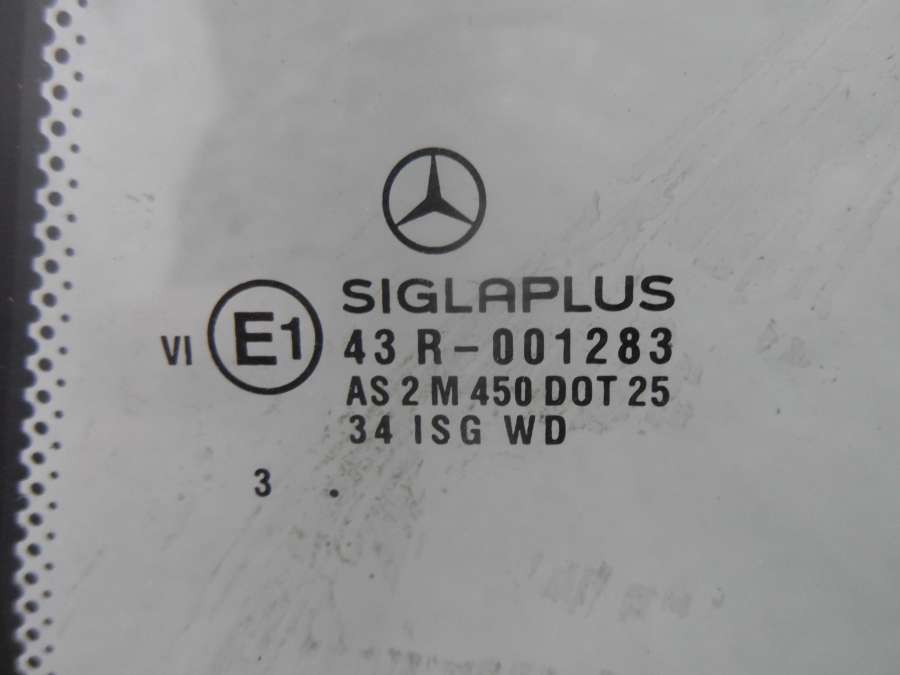 SIGLAPLUS
VI E1 43 R-001283
AS 2 M 450 DOT 25
34 ISG WD
3 .